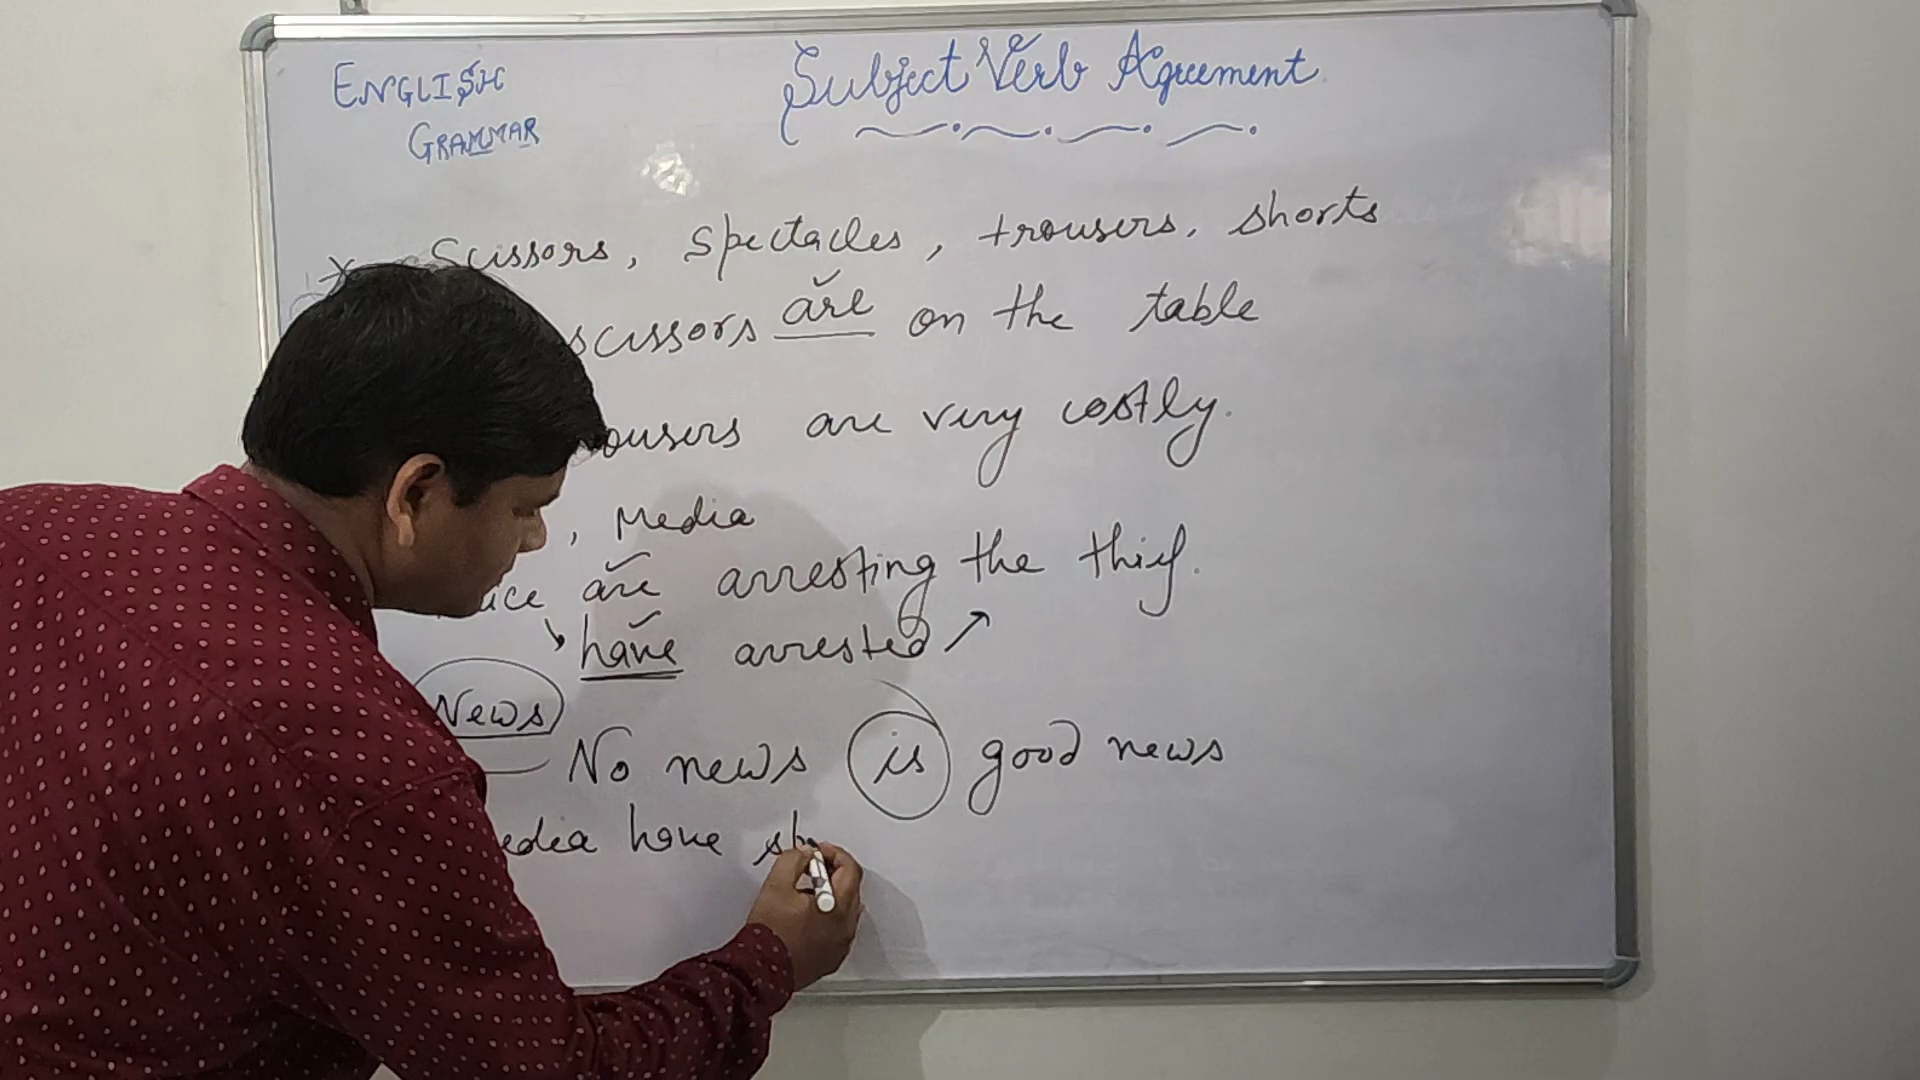 ENGLISH
GRAMMAR
Subject Verb Agreement
Scissors, Spectacles, trousers, shorts
scissors are on the table
ousers are very costly.
, Media
are arresting the thief.
have arrested
News
No news is good news
edia have